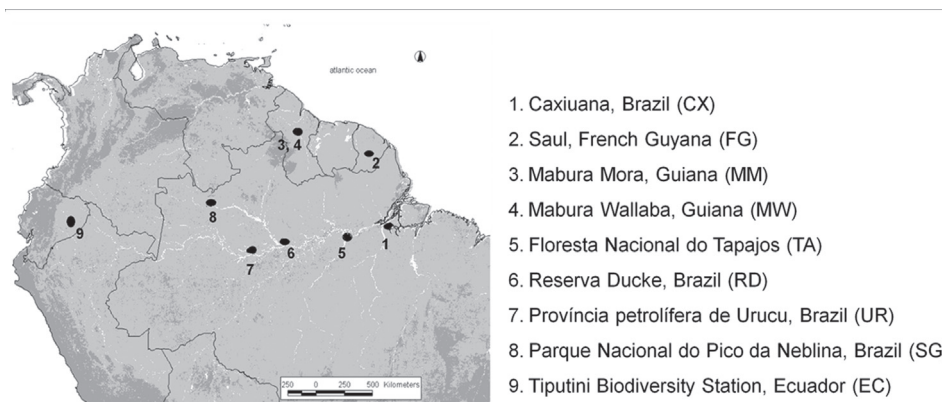 atlantic ocean
3, 4
2
8
9
7
6
5
1
250 0 250 500 Kilometers
1. Caxiuana, Brazil (CX)
2. Saul, French Guyana (FG)
3. Mabura Mora, Guiana (MM)
4. Mabura Wallaba, Guiana (MW)
5. Floresta Nacional do Tapajos (TA)
6. Reserva Ducke, Brazil (RD)
7. Província petrolífera de Urucu, Brazil (UR)
8. Parque Nacional do Pico da Neblina, Brazil (SG
9. Tiputini Biodiversity Station, Ecuador (EC)